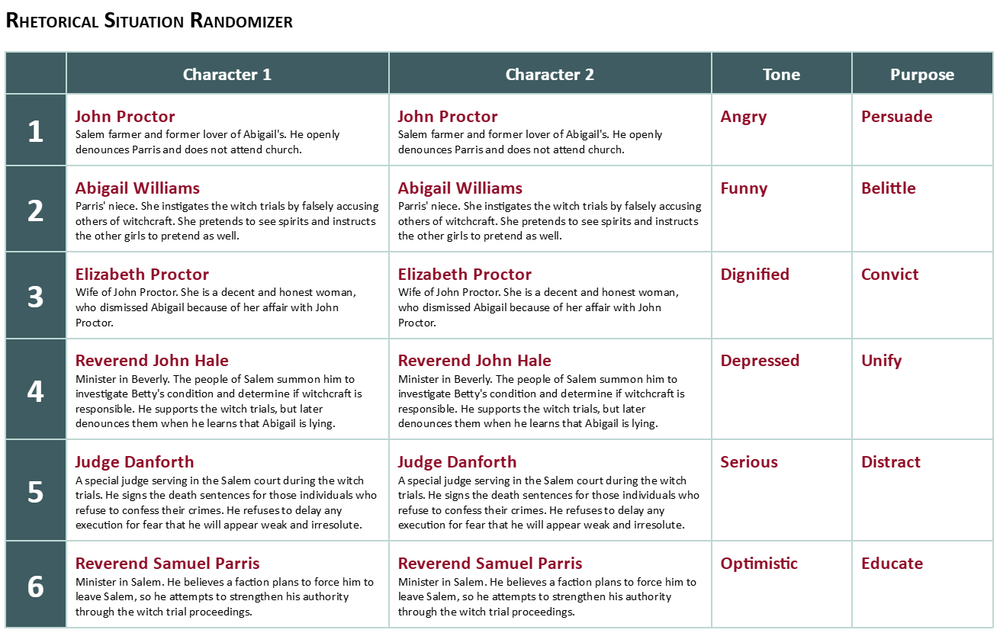 Rhetorical Situation Randomizer
Character 1 Character 2 Tone Purpose
1
John Proctor
Salem farmer and former lover of Abigail's. He openly
denounces Parris and does not attend church.
John Proctor
Salem farmer and former lover of Abigail's. He openly
denounces Parris and does not attend church.
Angry
Persuade
2
Abigail Williams
Parris' niece. She instigates the witch trials by falsely accusing
others of witchcraft. She pretends to see spirits and instructs
the other girls to pretend as well.
Abigail Williams
Parris' niece. She instigates the witch trials by falsely accusing
others of witchcraft. She pretends to see spirits and instructs
the other girls to pretend as well.
Funny
Belittle
3
Elizabeth Proctor
Wife of John Proctor. She is a decent and honest woman,
who dismissed Abigail because of her affair with John
Proctor.
Elizabeth Proctor
Wife of John Proctor. She is a decent and honest woman,
who dismissed Abigail because of her affair with John
Proctor.
Dignified
Convict
4
Reverend John Hale
Minister in Beverly. The people of Salem summon him to
investigate Betty's condition and determine if witchcraft is
responsible. He supports the witch trials, but later
denounces them when he learns that Abigail is lying.
Reverend John Hale
Minister in Beverly. The people of Salem summon him to
investigate Betty's condition and determine if witchcraft is
responsible. He supports the witch trials, but later
denounces them when he learns that Abigail is lying.
Depressed
Unify
5
Judge Danforth
A special judge serving in the Salem court during the witch
trials. He signs the death sentences for those individuals who
refuse to confess their crimes. He refuses to delay any
execution for fear that he will appear weak and irresolute.
Judge Danforth
A special judge serving in the Salem court during the witch
trials. He signs the death sentences for those individuals who
refuse to confess their crimes. He refuses to delay any
execution for fear that he will appear weak and irresolute.
Serious
Distract
6
Reverend Samuel Parris
Minister in Salem. He believes a faction plans to force him to
leave Salem, so he attempts to strengthen his authority
through the witch trial proceedings.
Reverend Samuel Parris
Minister in Salem. He believes a faction plans to force him to
leave Salem, so he attempts to strengthen his authority
through the witch trial proceedings.
Optimistic
Educate